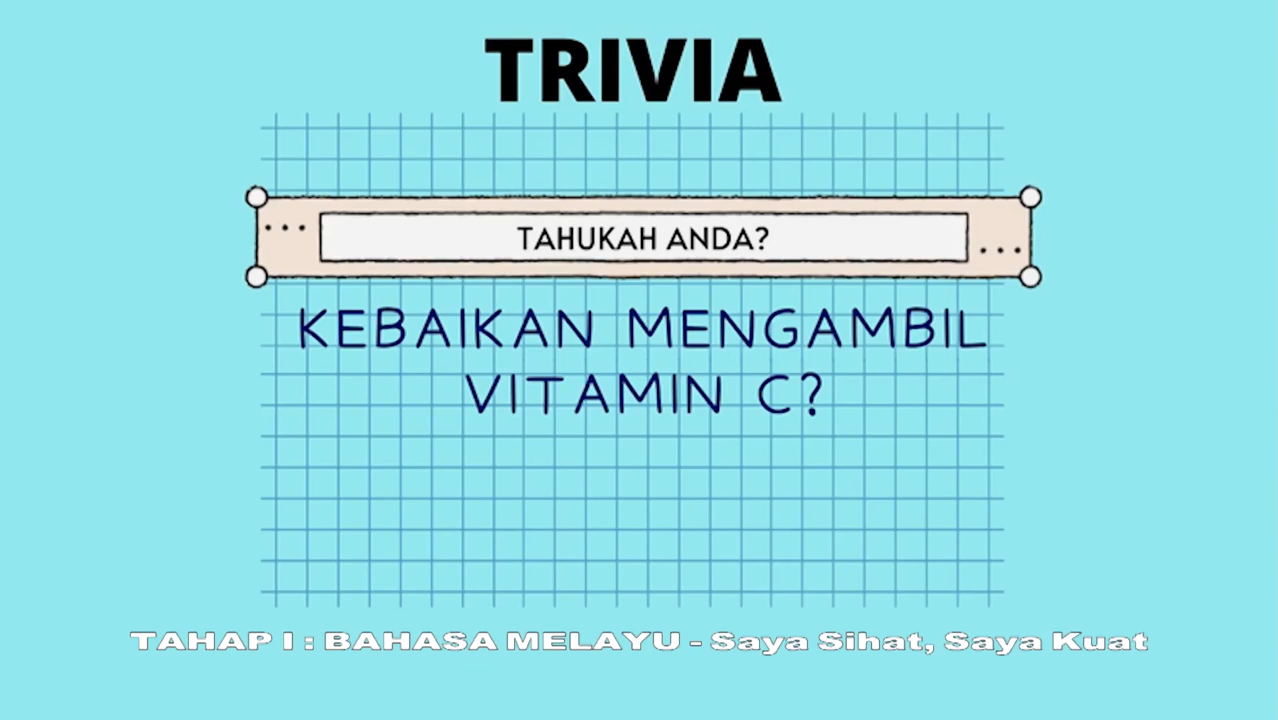 TRIVIA
TAHUKAH ANDA?
KEBAIKAN MENGAMBIL
VITAMIN C?
TAHAP I : BAHASA MELAYU - Saya Sihat, Saya Kuat